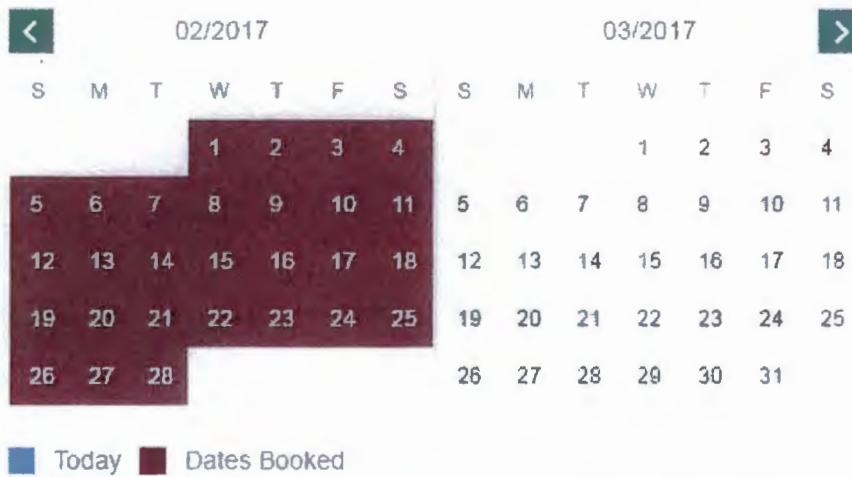 02/2017 03/2017
S M T W T F S S M T W T F S
1 2 3 4 1 2 3 4
5 6 7 8 9 10 11 5 6 7 8 9 10 11
12 13 14 15 16 17 18 12 13 14 15 16 17 18
19 20 21 22 23 24 25 19 20 21 22 23 24 25
26 27 28 26 27 28 29 30 31
Today Dates Booked